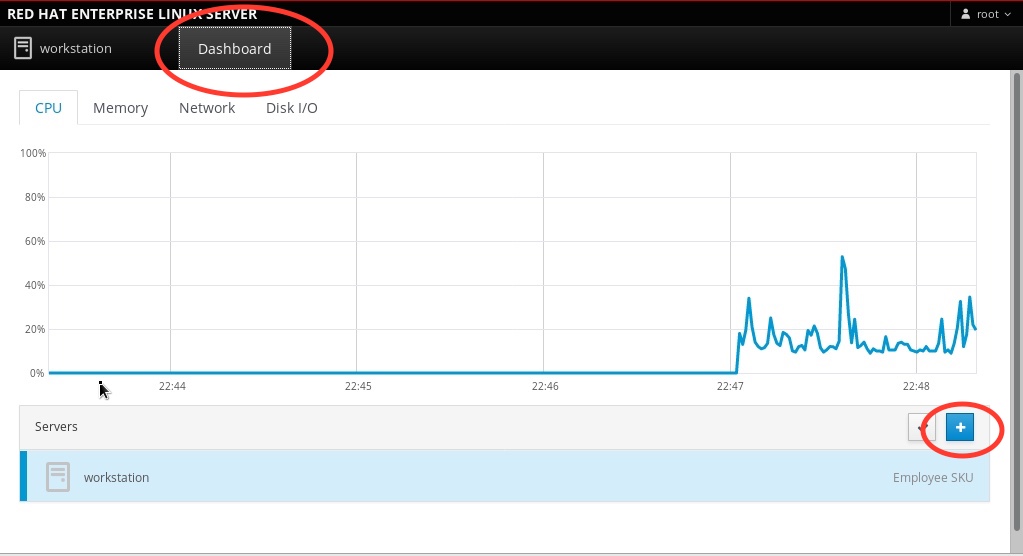 RED HAT ENTERPRISE LINUX SERVER
root
workstation
Dashboard
CPU Memory Network Disk I/O
100%
80%
60%
40%
20%
0%
22:44 22:45 22:46 22:47 22:48
Servers
workstation Employee SKU